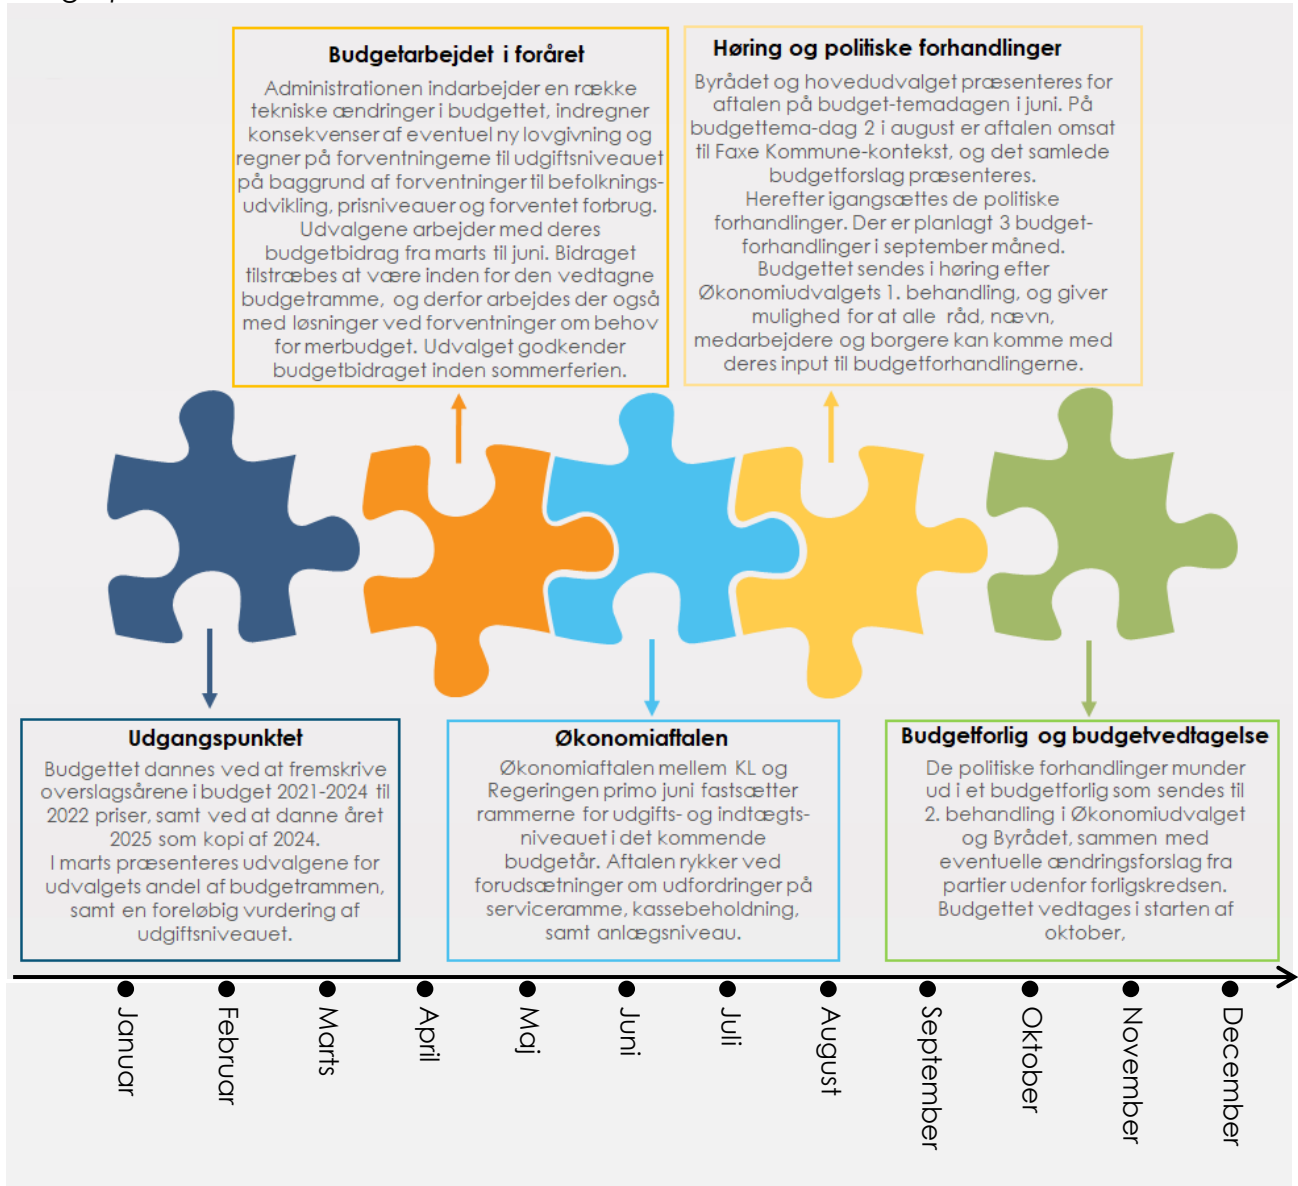 Budgetarbejdet i foråret
Administrationen indarbejder en række
tekniske ændringer i budgettet, indregner
konsekvenser af eventuel ny lovgivning og
regner på forventningerne til udgiftsniveauet
på baggrund af forventninger til befolknings-
udvikling, prisniveauer og forventet forbrug.
Udvalgene arbejder med deres
budgetbidrag fra marts til juni. Bidraget
tilstræbes at være inden for den vedtagne
budgetramme, og derfor arbejdes der også
med løsninger ved forventninger om behov
for merbudget. Udvalget godkender
budgetbidraget inden sommerferien.
Høring og politiske forhandlinger
Byrådet og hovedudvalget præsenteres for
aftalen på budget-temadagen i juni. På
budgettema-dag 2 i august er aftalen omsat
til Faxe Kommune-kontekst, og det samlede
budgetforslag præsenteres.
Herefter igangsættes de politiske
forhandlinger. Der er planlagt 3 budget-
forhandlinger i september måned.
Budgettet sendes i høring efter
Økonomiudvalgets 1. behandling, og giver
mulighed for at alle råd, nævn,
medarbejdere og borgere kan komme med
deres input til budgetforhandlingerne.
Udgangspunktet
Budgettet dannes ved at fremskrive
overslagsårene i budget 2021-2024 til
2022 priser, samt ved at danne året
2025 som kopi af 2024.
I marts præsenteres udvalgene for
udvalgets andel af budgetrammen,
samt en foreløbig vurdering af
udgiftsniveauet.
Økonomiaftalen
Økonomiaftalen mellem KL og
Regeringen primo juni fastsætter
rammerne for udgifts- og indtægts-
niveauet i det kommende
budgetår. Aftalen rykker ved
forudsætninger om udfordringer på
serviceramme, kassebeholdning,
samt anlægsniveau.
Budgetforlig og budgetvedtagelse
De politiske forhandlinger munder
ud i et budgetforlig som sendes til
2. behandling i Økonomiudvalget
og Byrådet, sammen med
eventuelle ændringsforslag fra
partier udenfor forligskredsen.
Budgettet vedtages i starten af
oktober,
Januar
Februar
Marts
April
Maj
Juni
Juli
August
September
Oktober
November
December